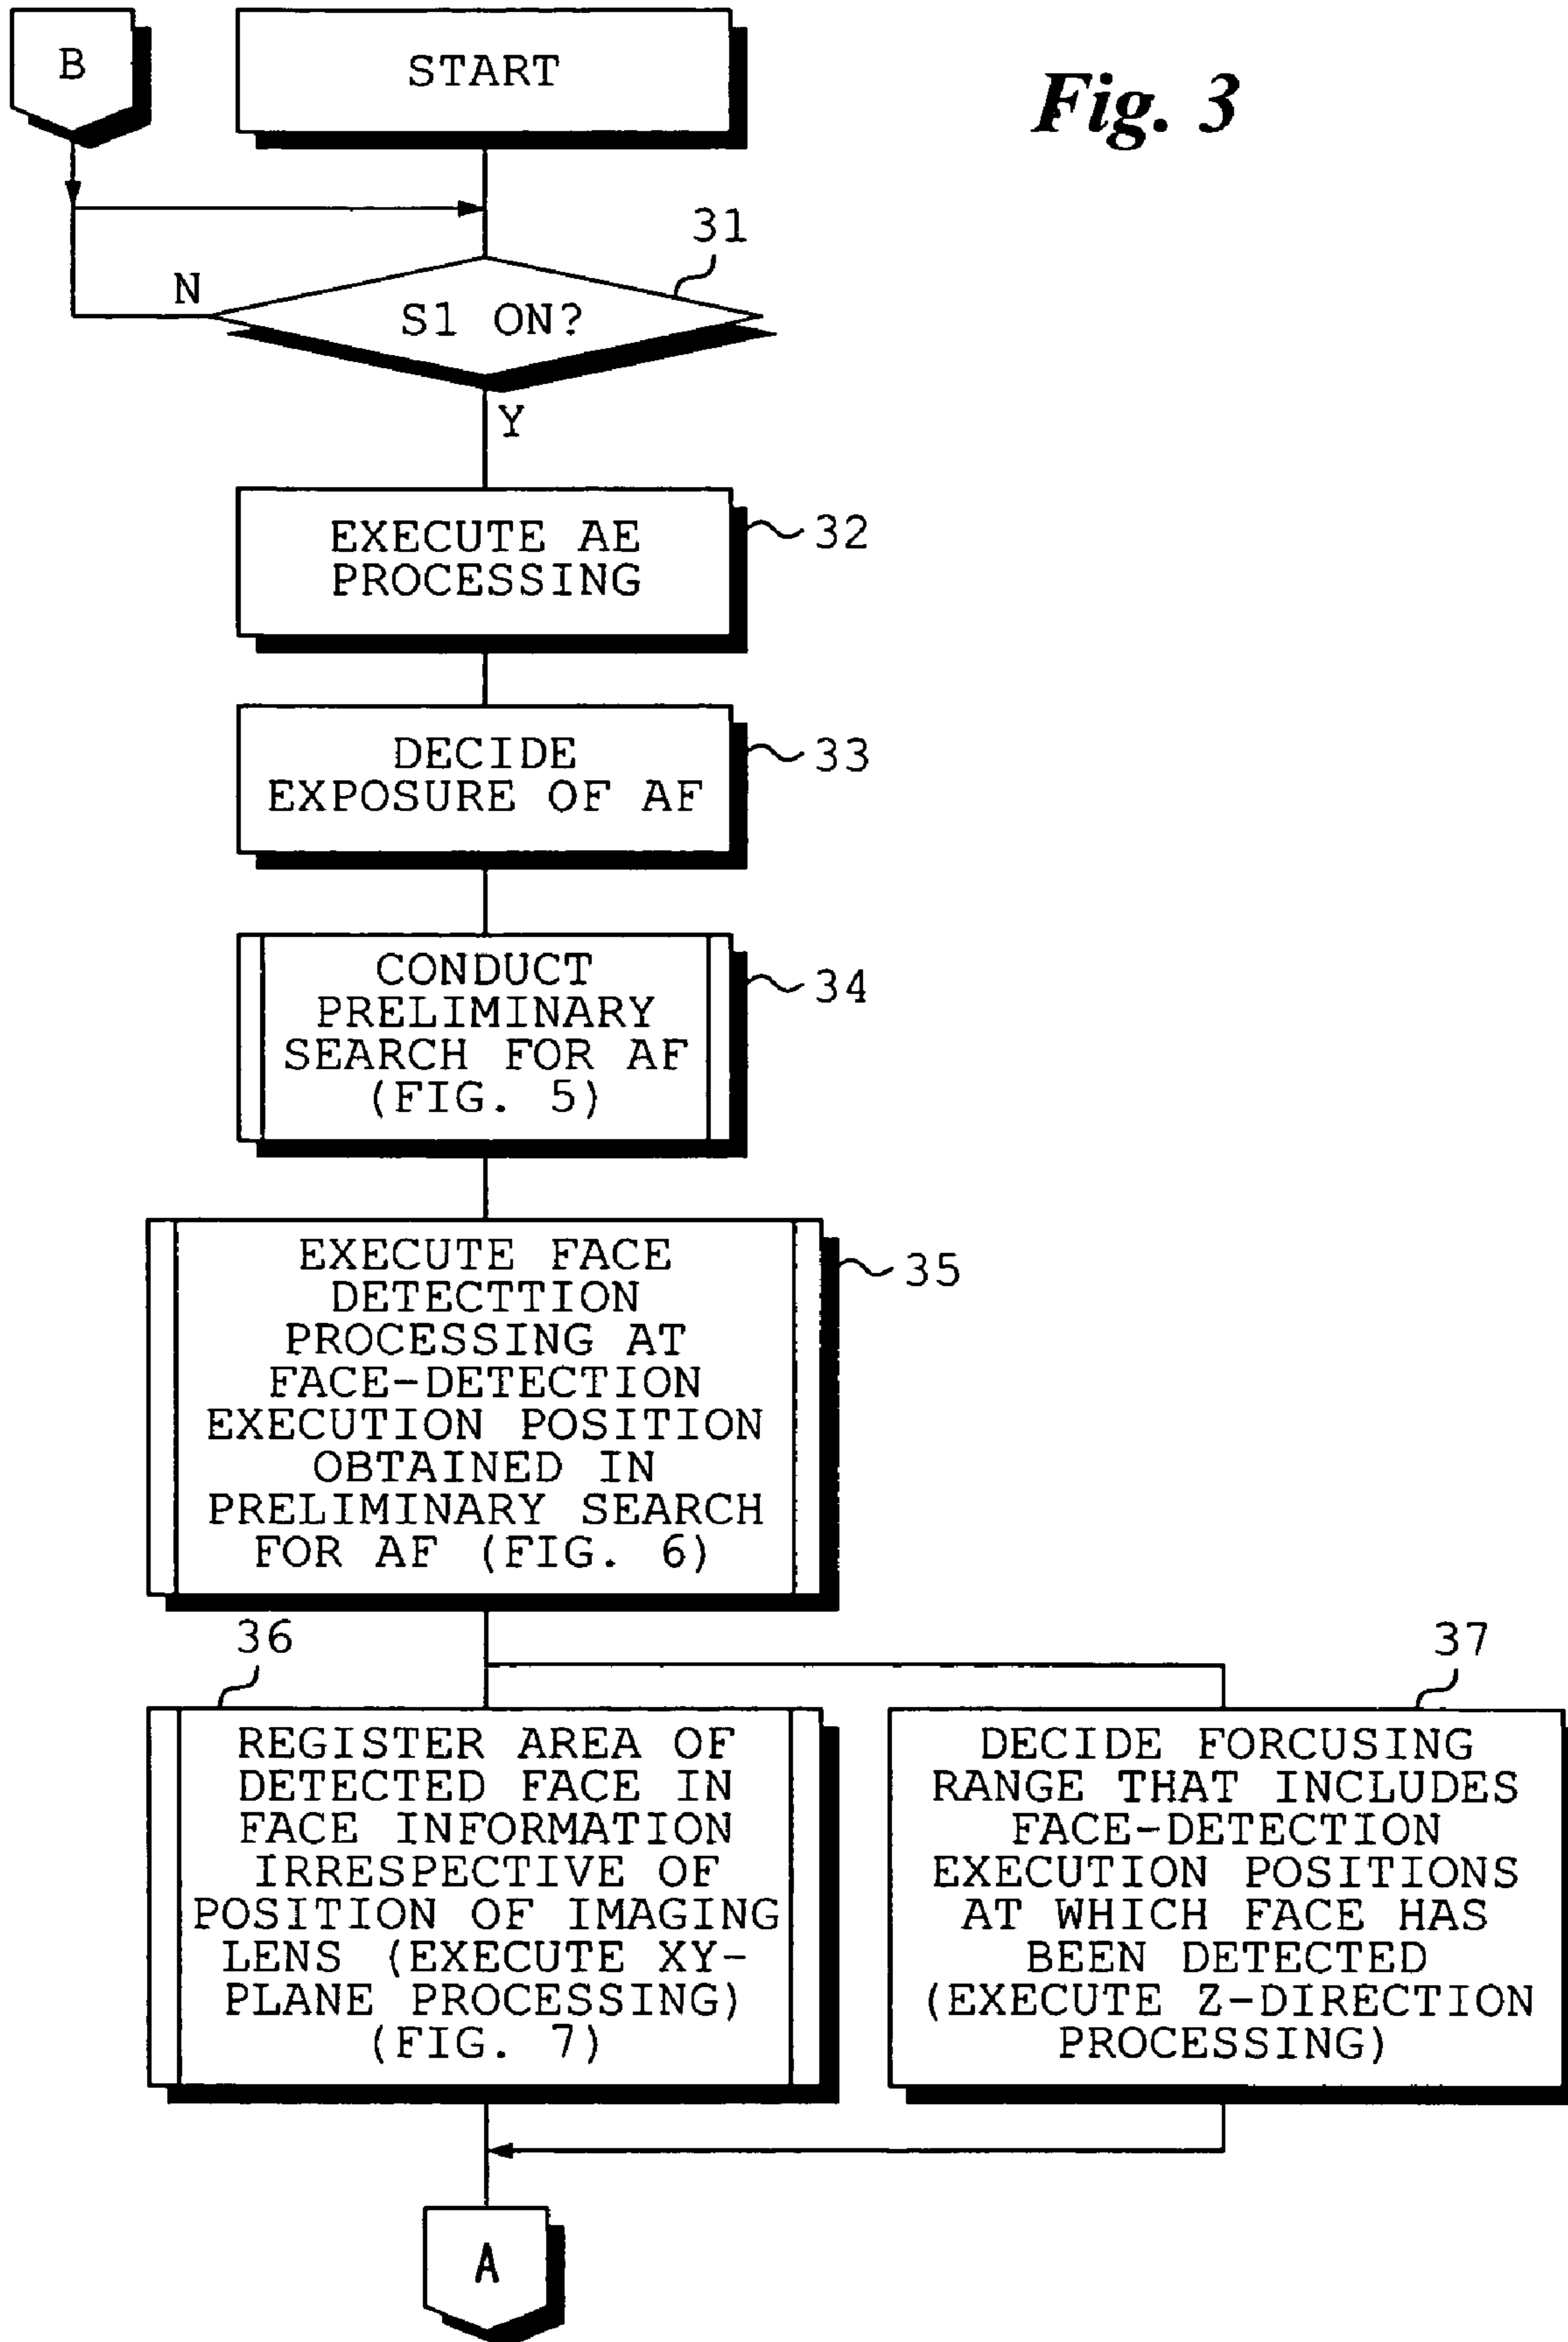 B
START
Fig. 3
31
N
S1 ON?
Y
EXECUTE AE
PROCESSING
32
DECIDE
EXPOSURE OF AF
33
CONDUCT
PRELIMINARY
SEARCH FOR AF
(FIG. 5)
34
EXECUTE FACE
DETECTTION
PROCESSING AT
FACE-DETECTION
EXECUTION POSITION
OBTAINED IN
PRELIMINARY SEARCH
FOR AF (FIG. 6)
35
36
REGISTER AREA OF
DETECTED FACE IN
FACE INFORMATION
IRRESPECTIVE OF
POSITION OF IMAGING
LENS (EXECUTE XY-
PLANE PROCESSING)
(FIG. 7)
37
DECIDE FORCUSING
RANGE THAT INCLUDES
FACE-DETECTION
EXECUTION POSITIONS
AT WHICH FACE HAS
BEEN DETECTED
(EXECUTE Z-DIRECTION
PROCESSING)
A